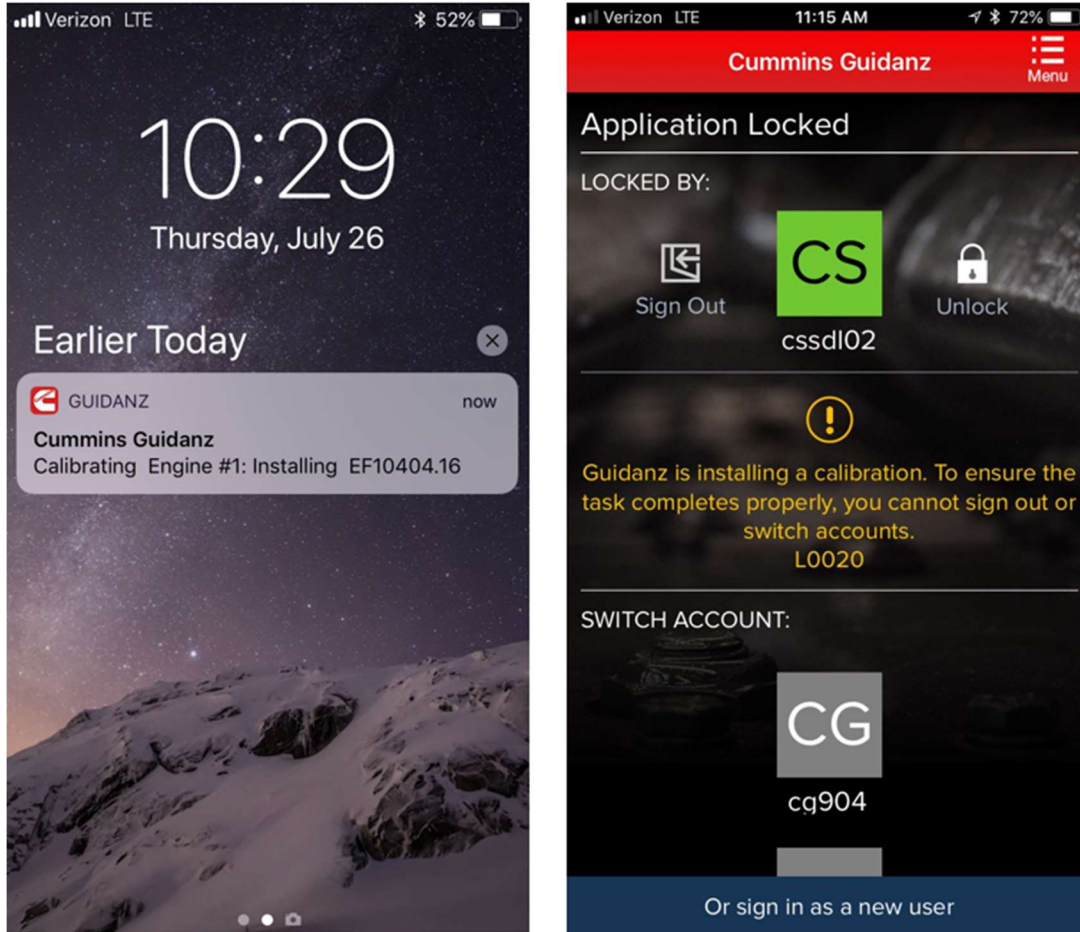 Verizon LTE
52%
10:29
Thursday, July 26
Earlier Today
GUIDANZ
now
Cummins Guidanz
Calibrating Engine #1: Installing EF10404.16
Verizon LTE
11:15 AM
72%
Cummins Guidanz
Menu
Application Locked
LOCKED BY:
CS
Sign Out
Unlock
cssdl02
Guidanz is installing a calibration. To ensure the
task completes properly, you cannot sign out or
switch accounts.
L0020
SWITCH ACCOUNT:
CG
cg904
Or sign in as a new user